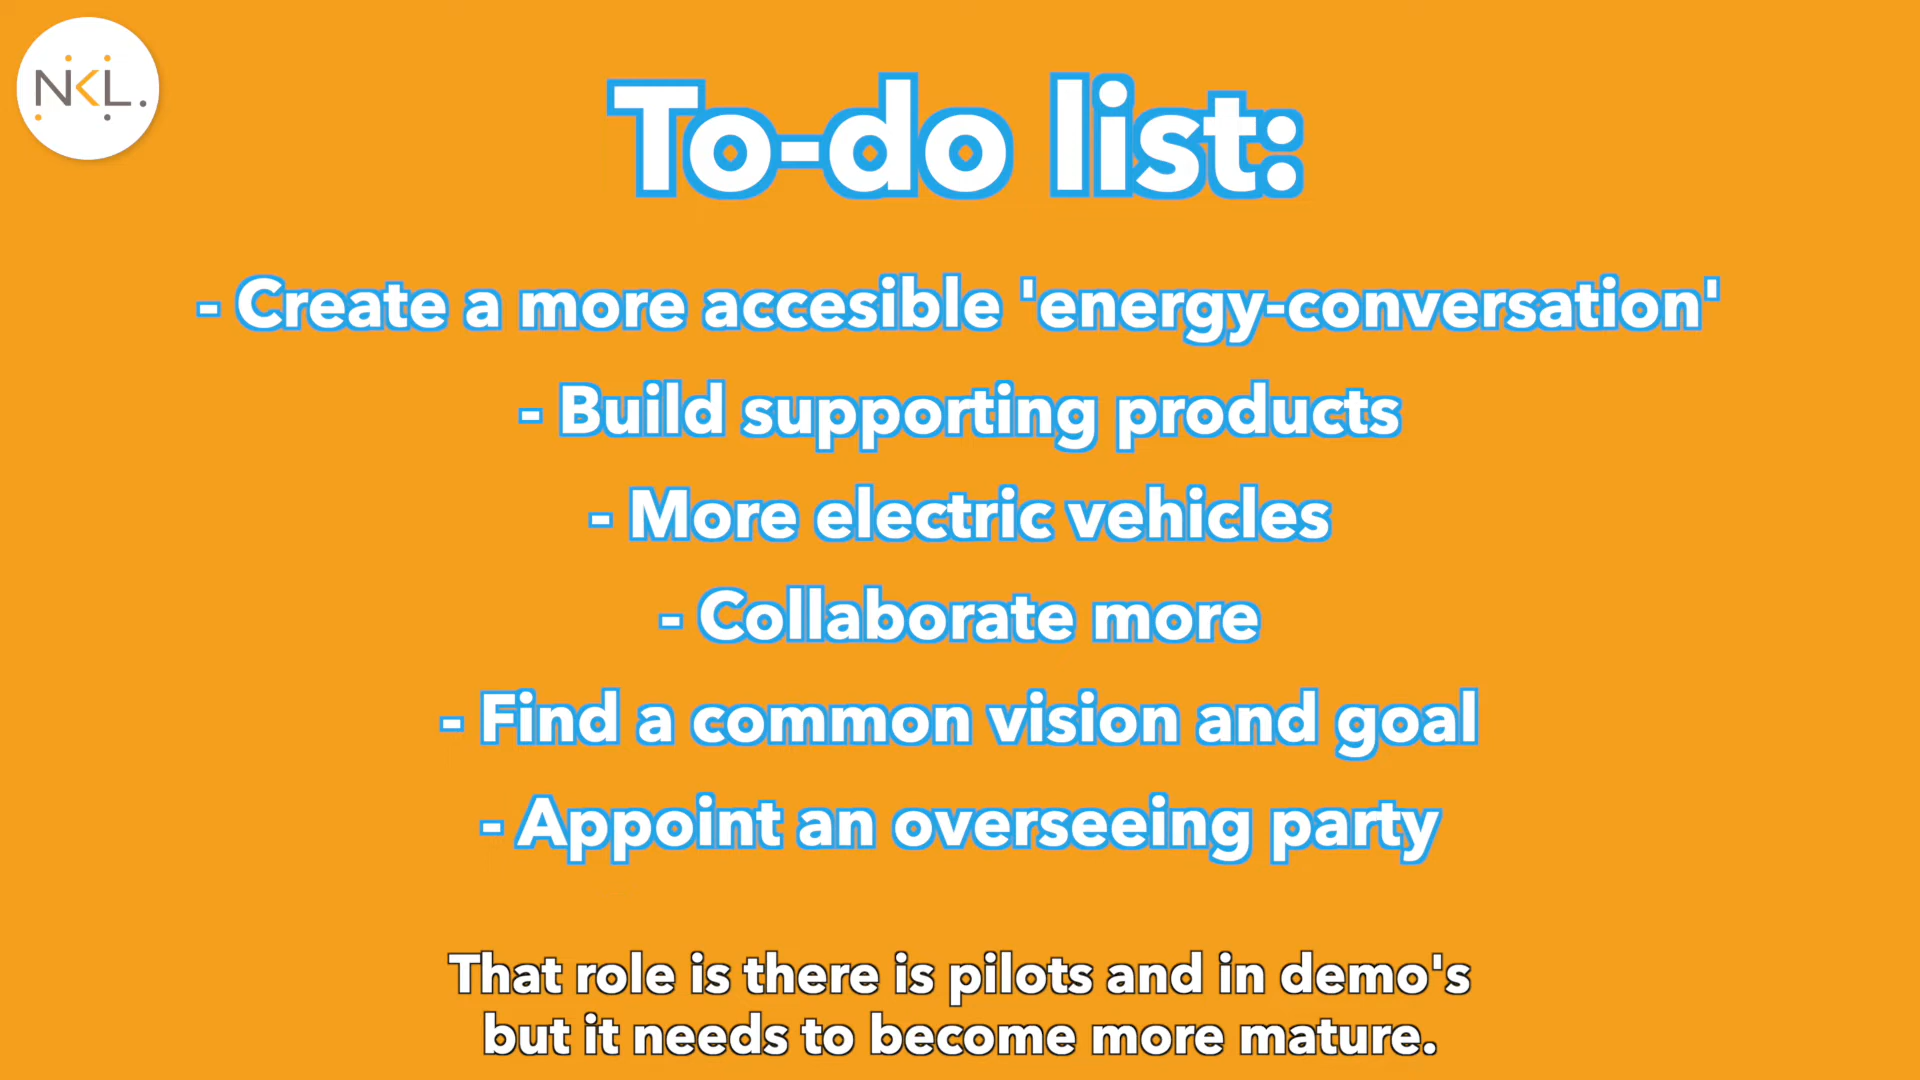 NKL.
To-do list:
- Create a more accesible 'energy-conversation'
- Build supporting products
- More electric vehicles
- Collaborate more
- Find a common vision and goal
- Appoint an overseeing party
That role is there is pilots and in demo's
but it needs to become more mature.